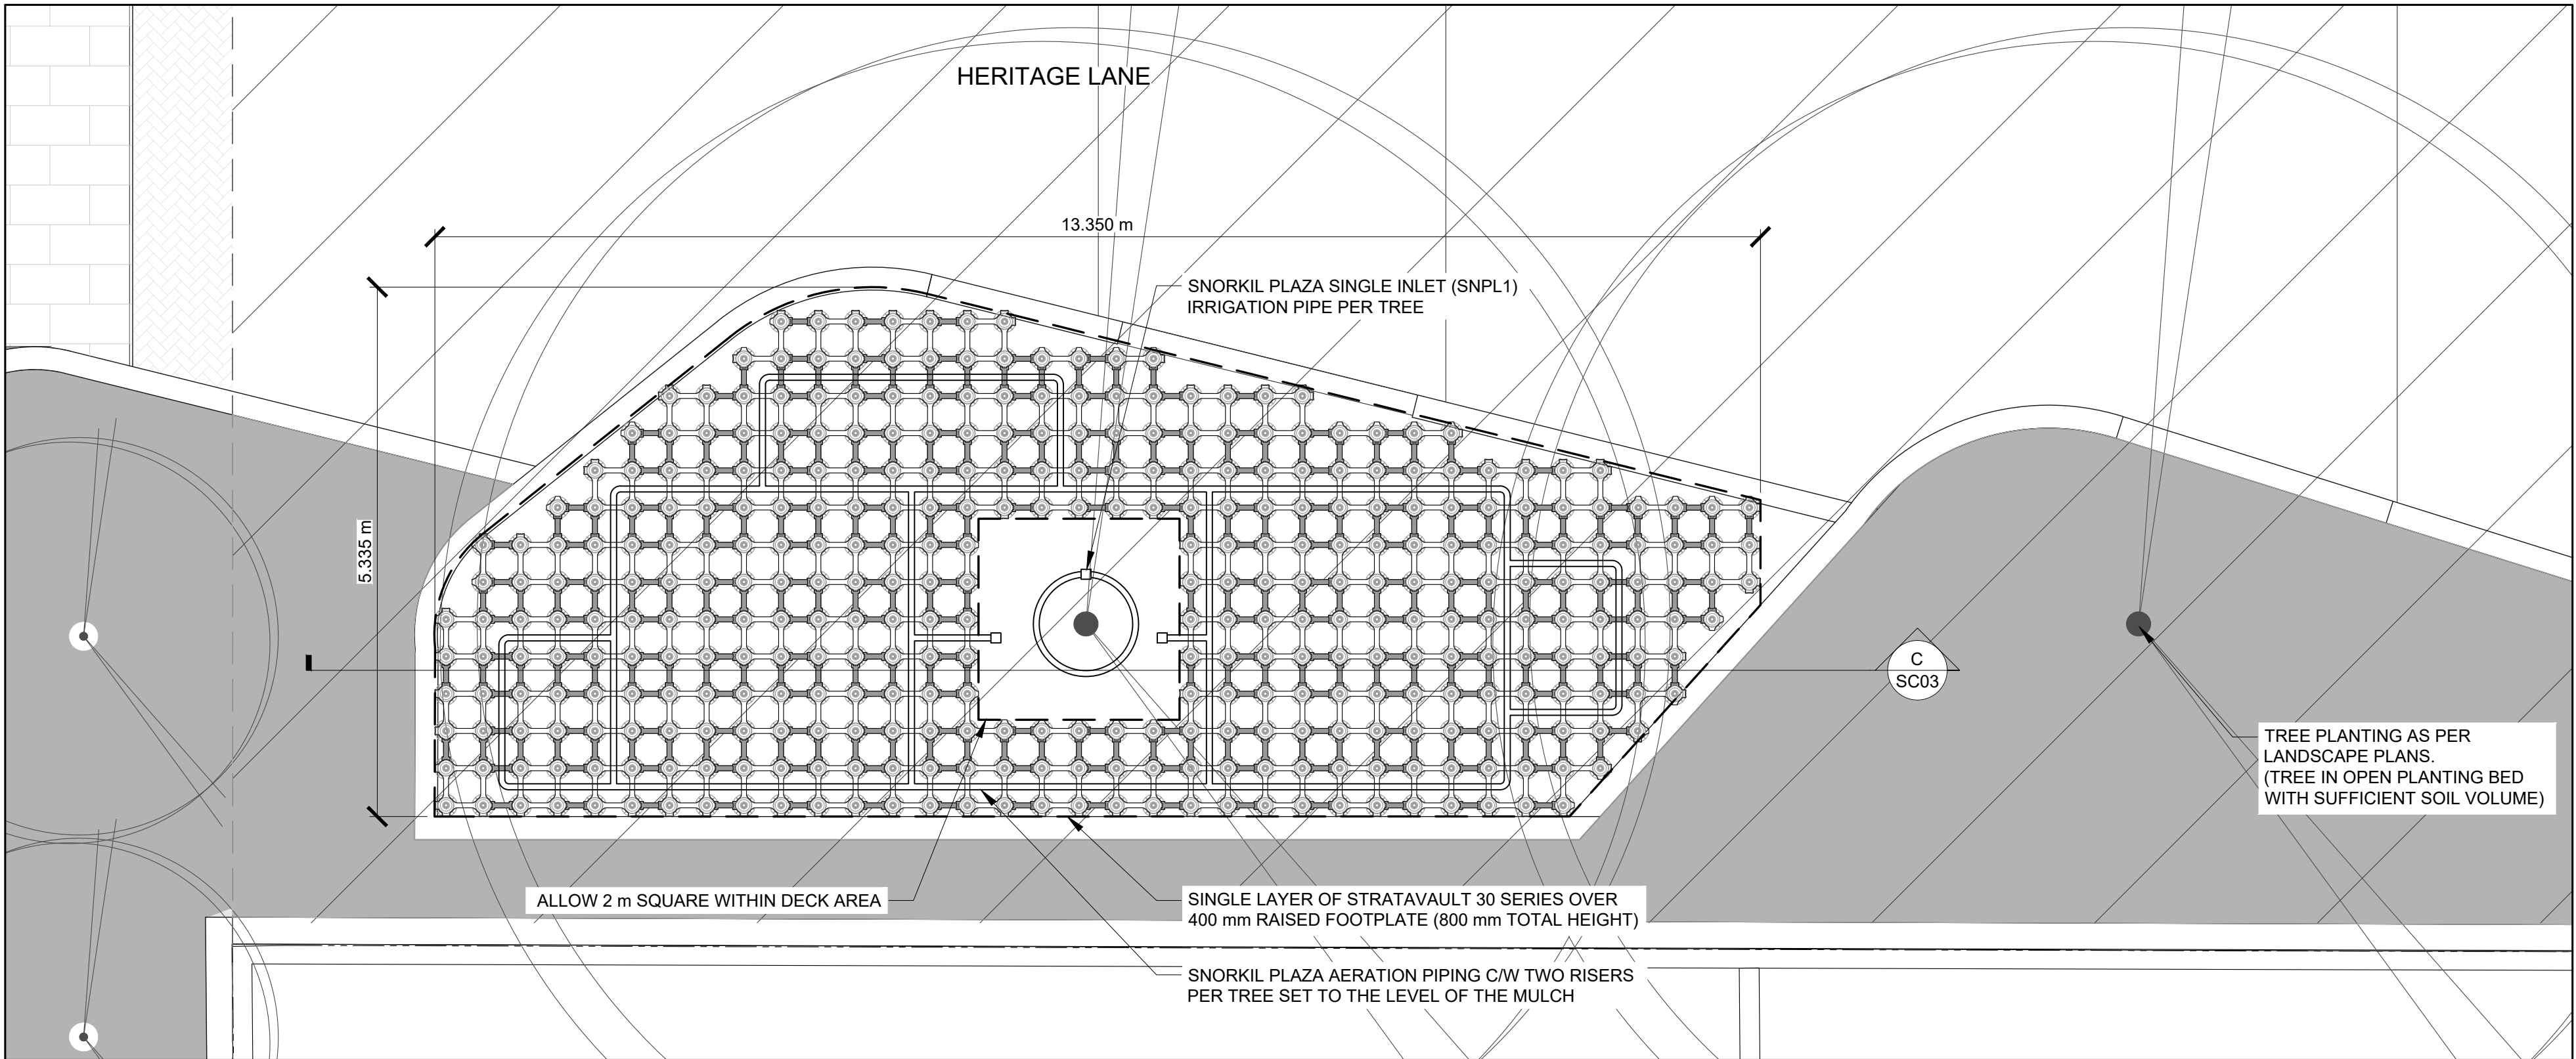 HERITAGE LANE
13.350 m
SNORKIL PLAZA SINGLE INLET (SNPL1)
IRRIGATION PIPE PER TREE
5.335 m
C
SC03
TREE PLANTING AS PER
LANDSCAPE PLANS.
(TREE IN OPEN PLANTING BED
WITH SUFFICIENT SOIL VOLUME)
ALLOW 2 m SQUARE WITHIN DECK AREA
SINGLE LAYER OF STRATAVAULT 30 SERIES OVER
400 mm RAISED FOOTPLATE (800 mm TOTAL HEIGHT)
SNORKIL PLAZA AERATION PIPING C/W TWO RISERS
PER TREE SET TO THE LEVEL OF THE MULCH